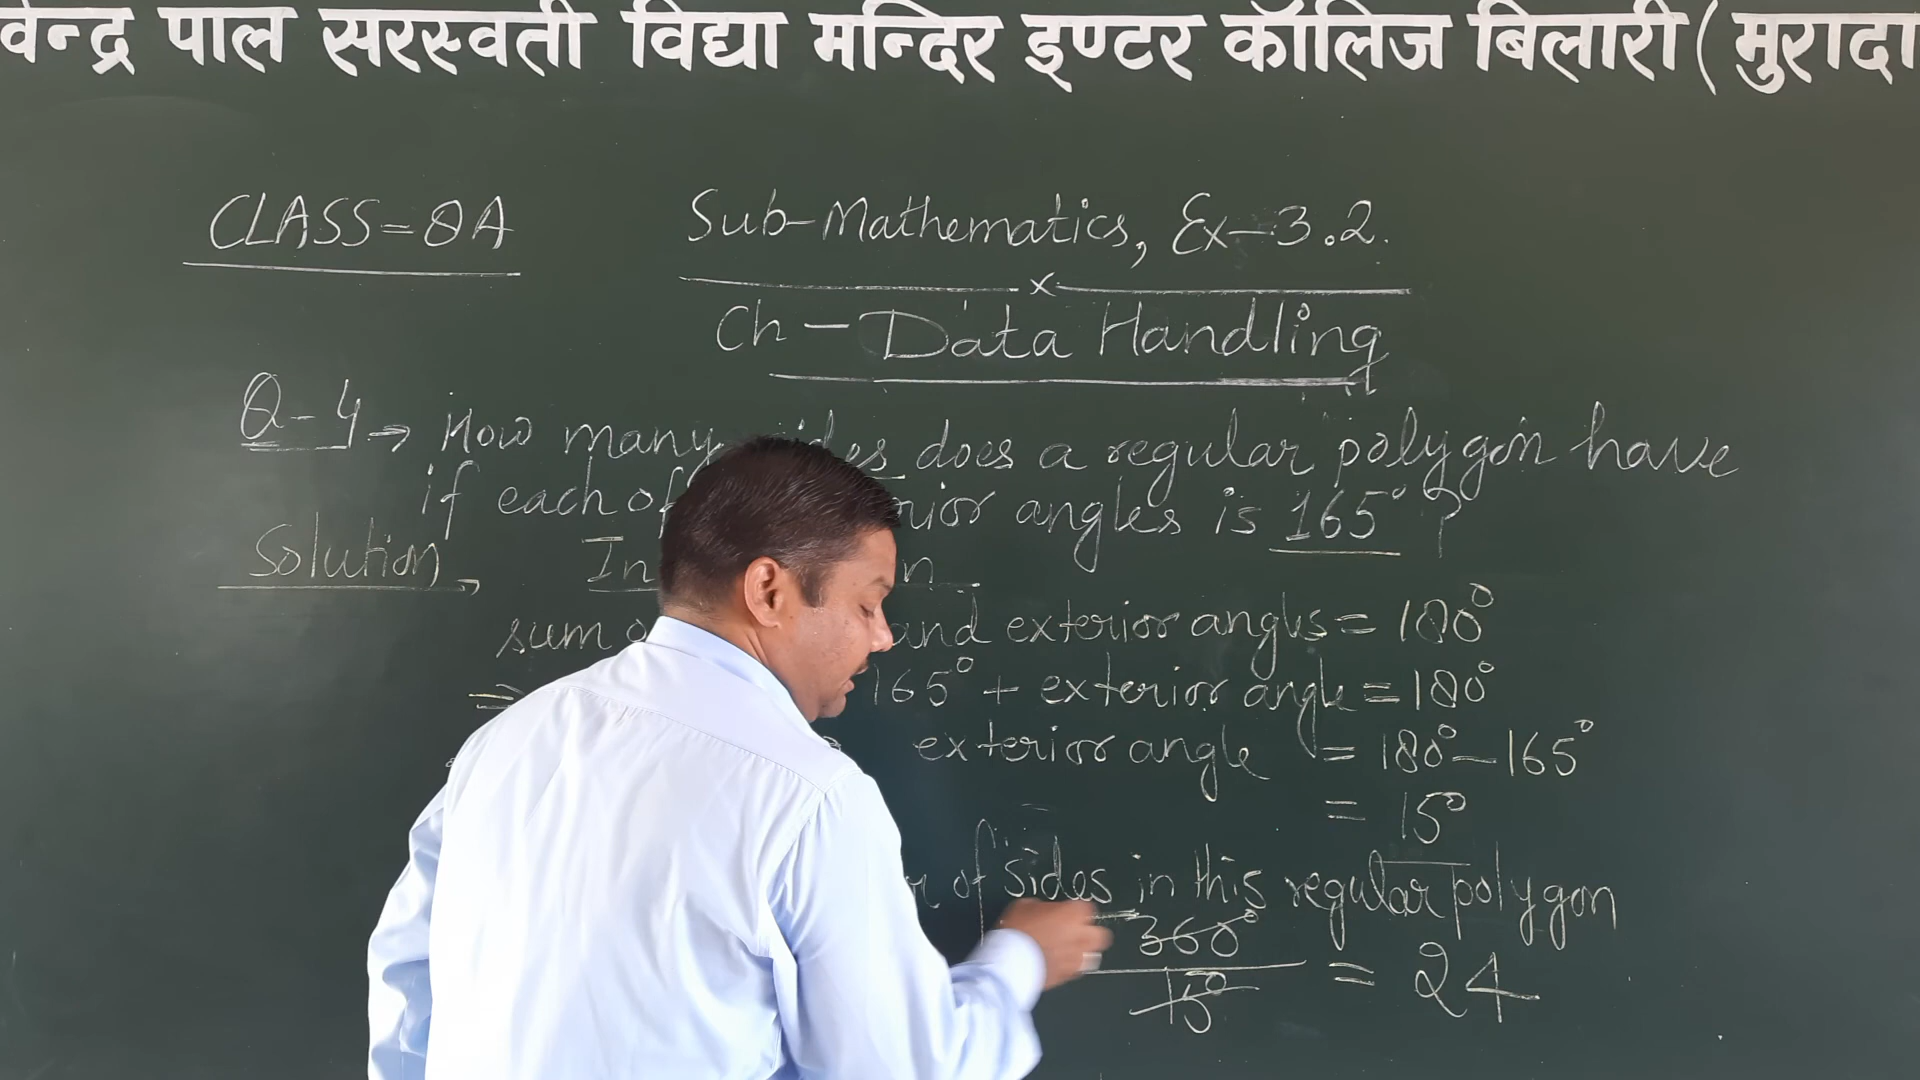 वेन्द्र पाल सरस्वती विद्या मन्दिर इण्टर कॉलिज बिलारी (मुरादा
CLASS=8A
Sub-Mathematics, Ex-3.2.
x
Ch - Data Handling
Q-4 → How many sides does a regular polygon have
if each of angles is 165° ?
Solution, In
sum and exterior angles = 180°
⇒ 165° + exterior angle = 180°
exterior angle = 180° - 165°
= 15°
of sides in this regular polygon
360° / 15° = 24